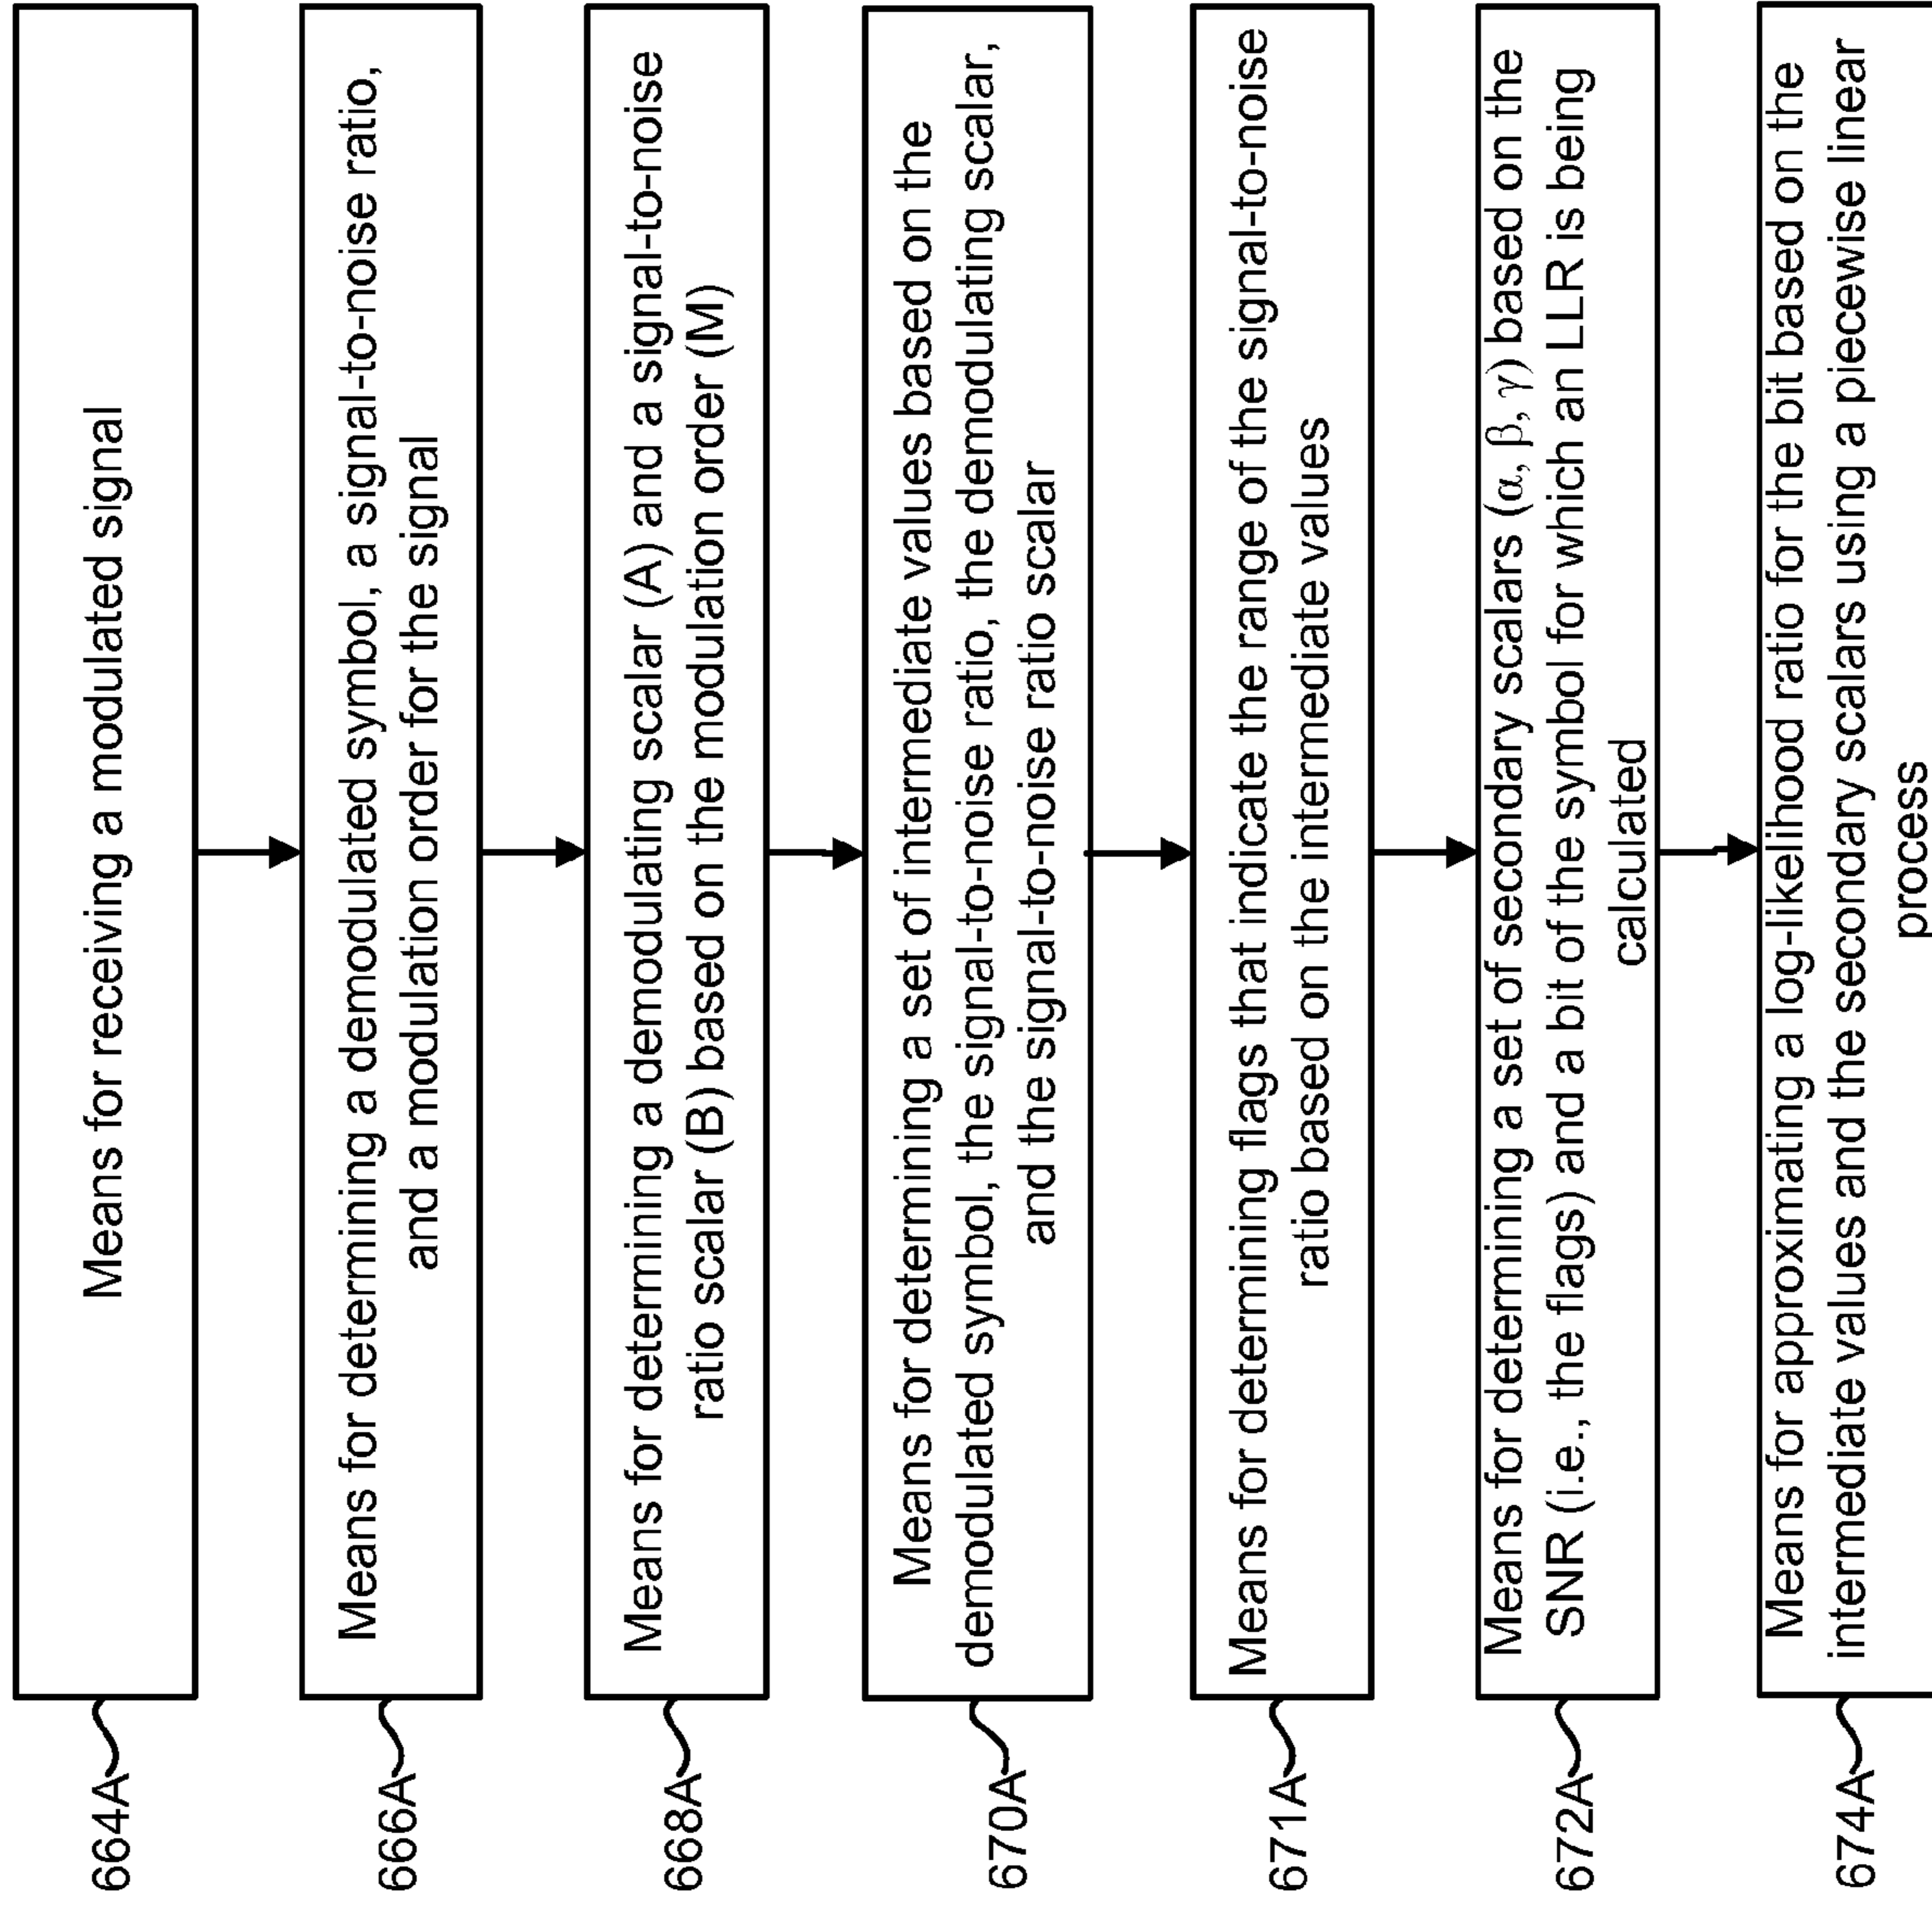 664A
Means for receiving a modulated signal
666A
Means for determining a demodulated symbol, a signal-to-noise ratio,
and a modulation order for the signal
668A
Means for determining a demodulating scalar (A) and a signal-to-noise
ratio scalar (B) based on the modulation order (M)
670A
Means for determining a set of intermediate values based on the
demodulated symbol, the signal-to-noise ratio, the demodulating scalar,
and the signal-to-noise ratio scalar
671A
Means for determining flags that indicate the range of the signal-to-noise
ratio based on the intermediate values
672A
Means for determining a set of secondary scalars (α, β, γ) based on the
SNR (i.e., the flags) and a bit of the symbol for which an LLR is being
calculated
674A
Means for approximating a log-likelihood ratio for the bit based on the
intermediate values and the secondary scalars using a piecewise linear
process